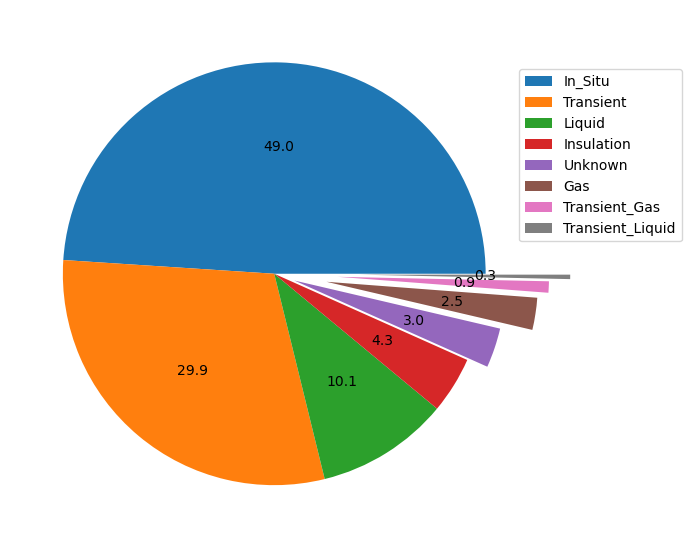 In_Situ
Transient
Liquid
Insulation
Unknown
Gas
Transient_Gas
Transient_Liquid
49.0
29.9
10.1
4.3
3.0
2.5
0.9
0.3